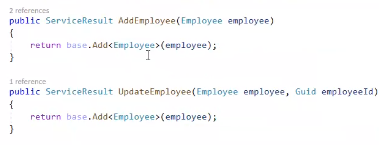 2 references
public ServiceResult AddEmployee(Employee employee)
{
return base.Add<Employee>(employee);
}
1 reference
public ServiceResult UpdateEmployee(Employee employee, Guid employeeId)
{
return base.Add<Employee>(employee);
}